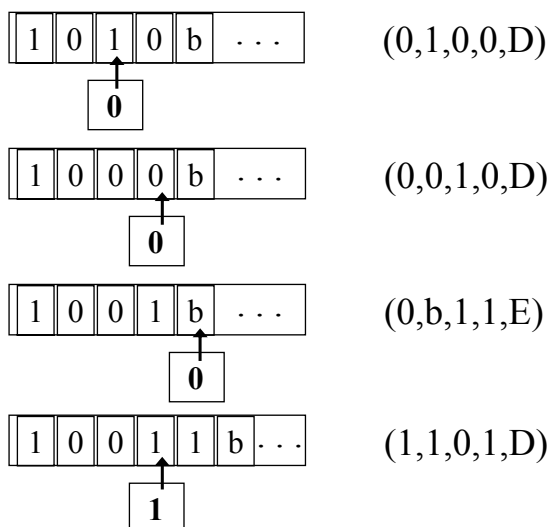 1 0 1 0 b . . . (0,1,0,0,D)
0
1 0 0 0 b . . . (0,0,1,0,D)
0
1 0 0 1 b . . . (0,b,1,1,E)
0
1 0 0 1 1 b . . . (1,1,0,1,D)
1